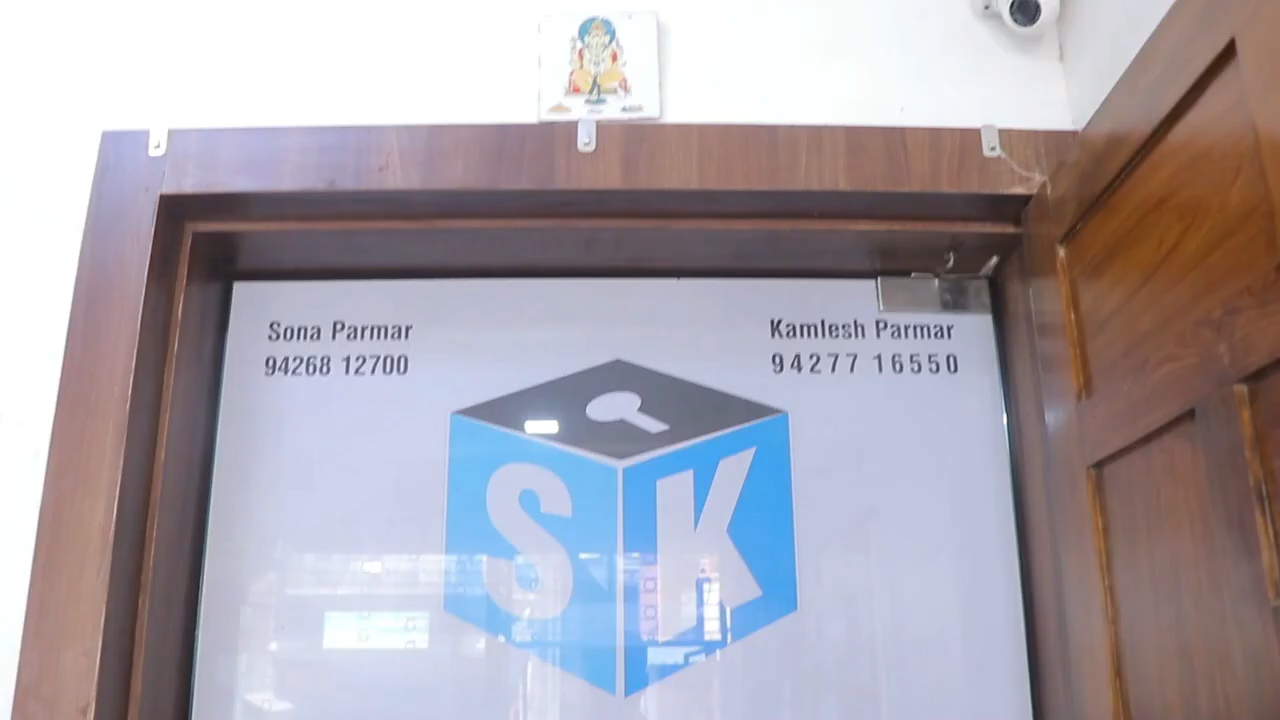 Sona Parmar
94268 12700
Kamlesh Parmar
94277 16550
SK